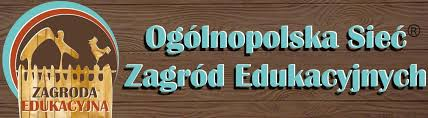 ZAGRODA
EDUKACYJNA
Ogólnopolska Sieć®
Zagród Edukacyjnych